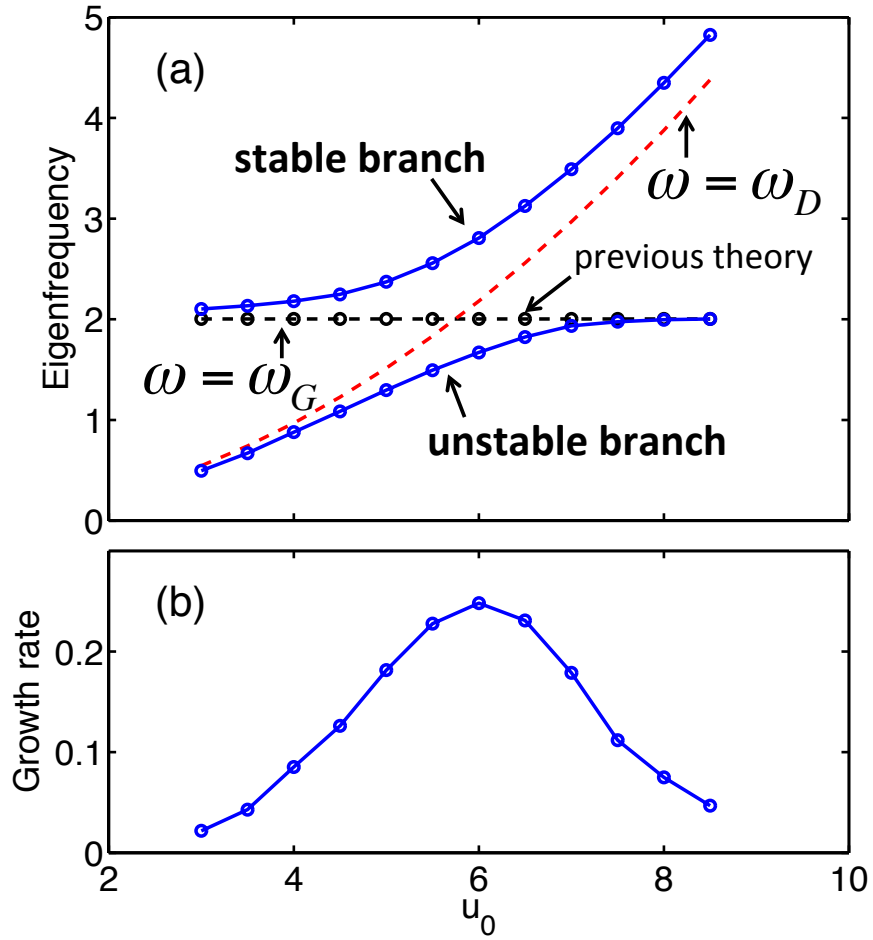 5
(a)
4
stable branch
ω = ω_D
3
previous theory
Eigenfrequency
2
ω = ω_G
1
unstable branch
0
(b)
0.2
Growth rate
0.1
0
2
4
6
8
10
u_0